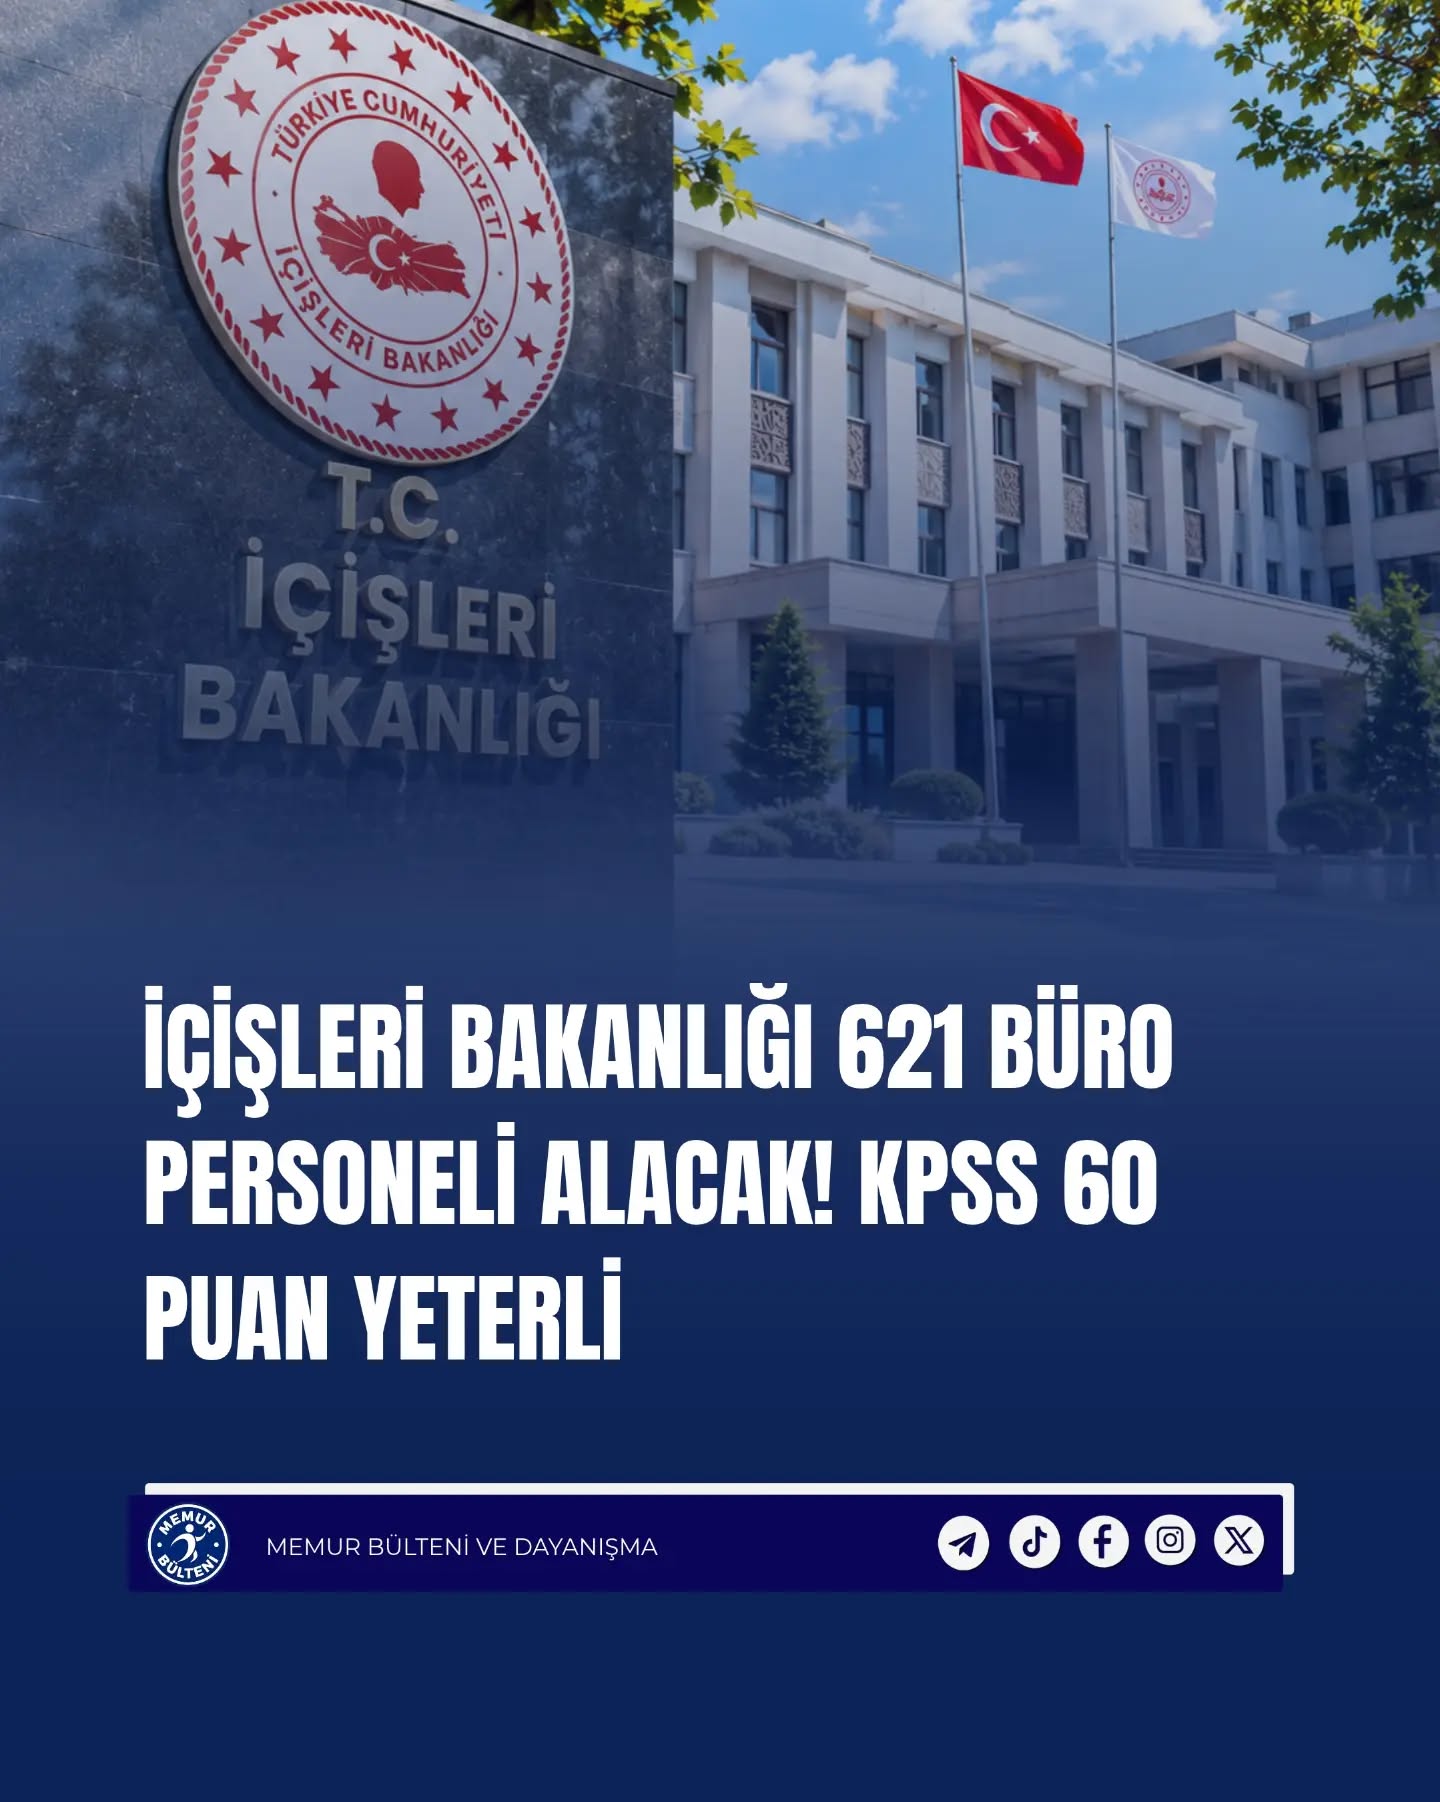 TÜRKİYE CUMHURİYETİ
İÇİŞLERİ BAKANLIĞI
T.C.
İÇİŞLERİ
BAKANLIĞI
İÇİŞLERİ BAKANLIĞI 621 BÜRO
PERSONELİ ALACAK! KPSS 60
PUAN YETERLİ
MEMUR
BÜLTENİ
MEMUR BÜLTENİ VE DAYANIŞMA